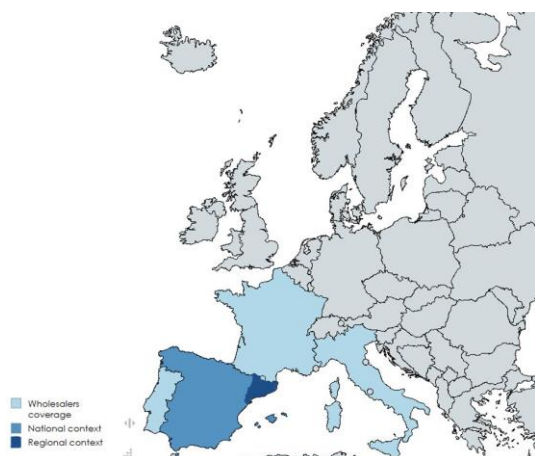 Wholesalers
coverage
National context
Regional context